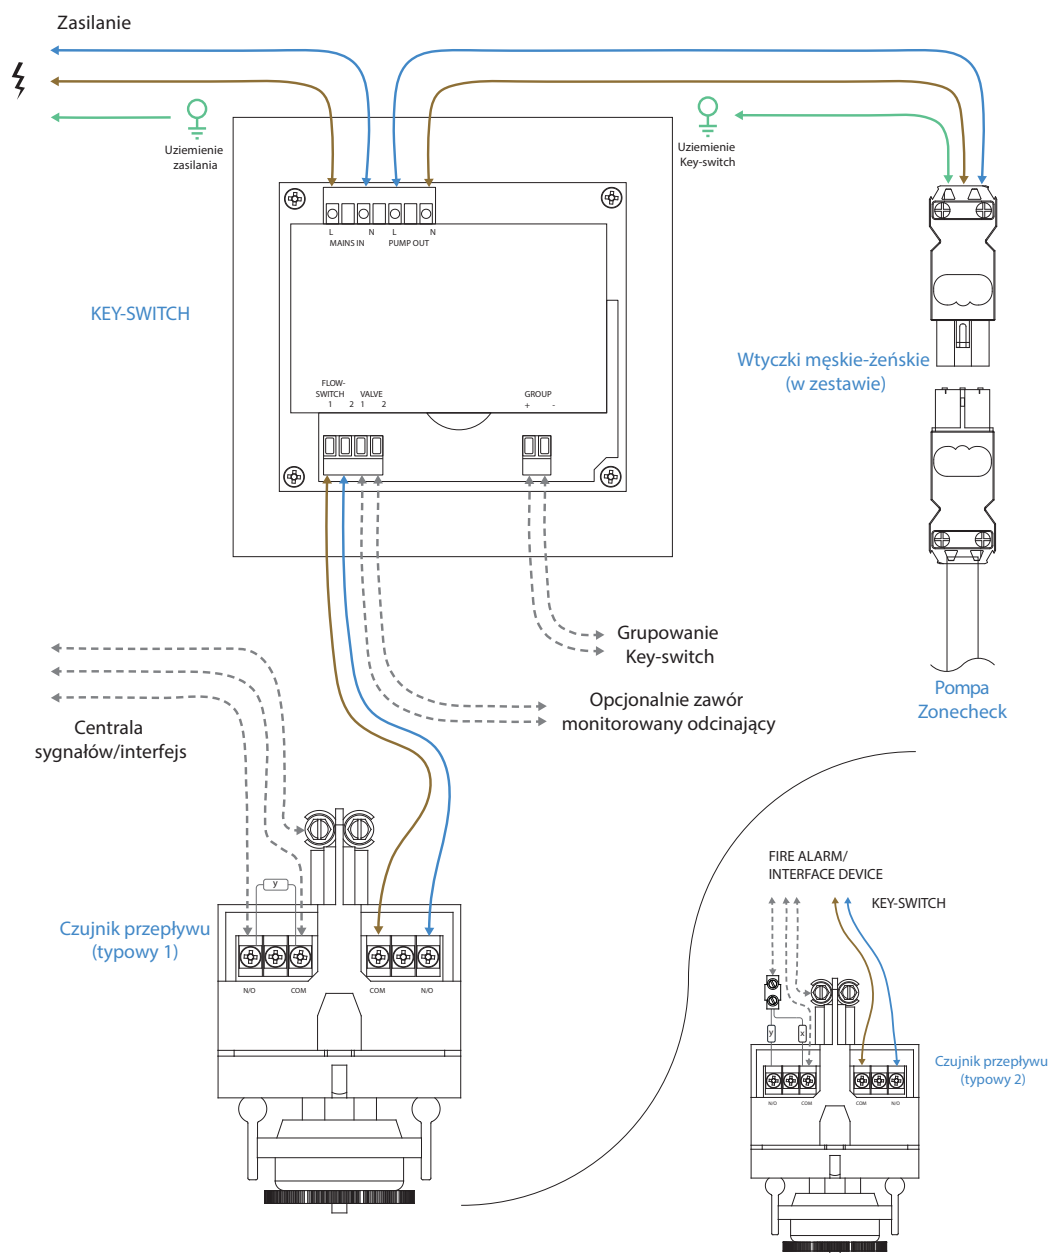 Zasilanie
Uziemienie
zasilania
Uziemienie
Key-switch
L N L N
MAINS IN PUMP OUT
KEY-SWITCH
Wtyczki męskie-żeńskie
(w zestawie)
FLOW-
SWITCH VALVE GROUP
1 2 1 2 + -
Grupowanie
Key-switch
Opcjonalnie zawór
monitorowany odcinający
Pompa
Zonecheck
Centrala
sygnałów/interfejs
y
Czujnik przepływu
(typowy 1)
N/O COM COM N/O
FIRE ALARM/
INTERFACE DEVICE
KEY-SWITCH
y x
Czujnik przepływu
(typowy 2)
N/O COM COM N/O